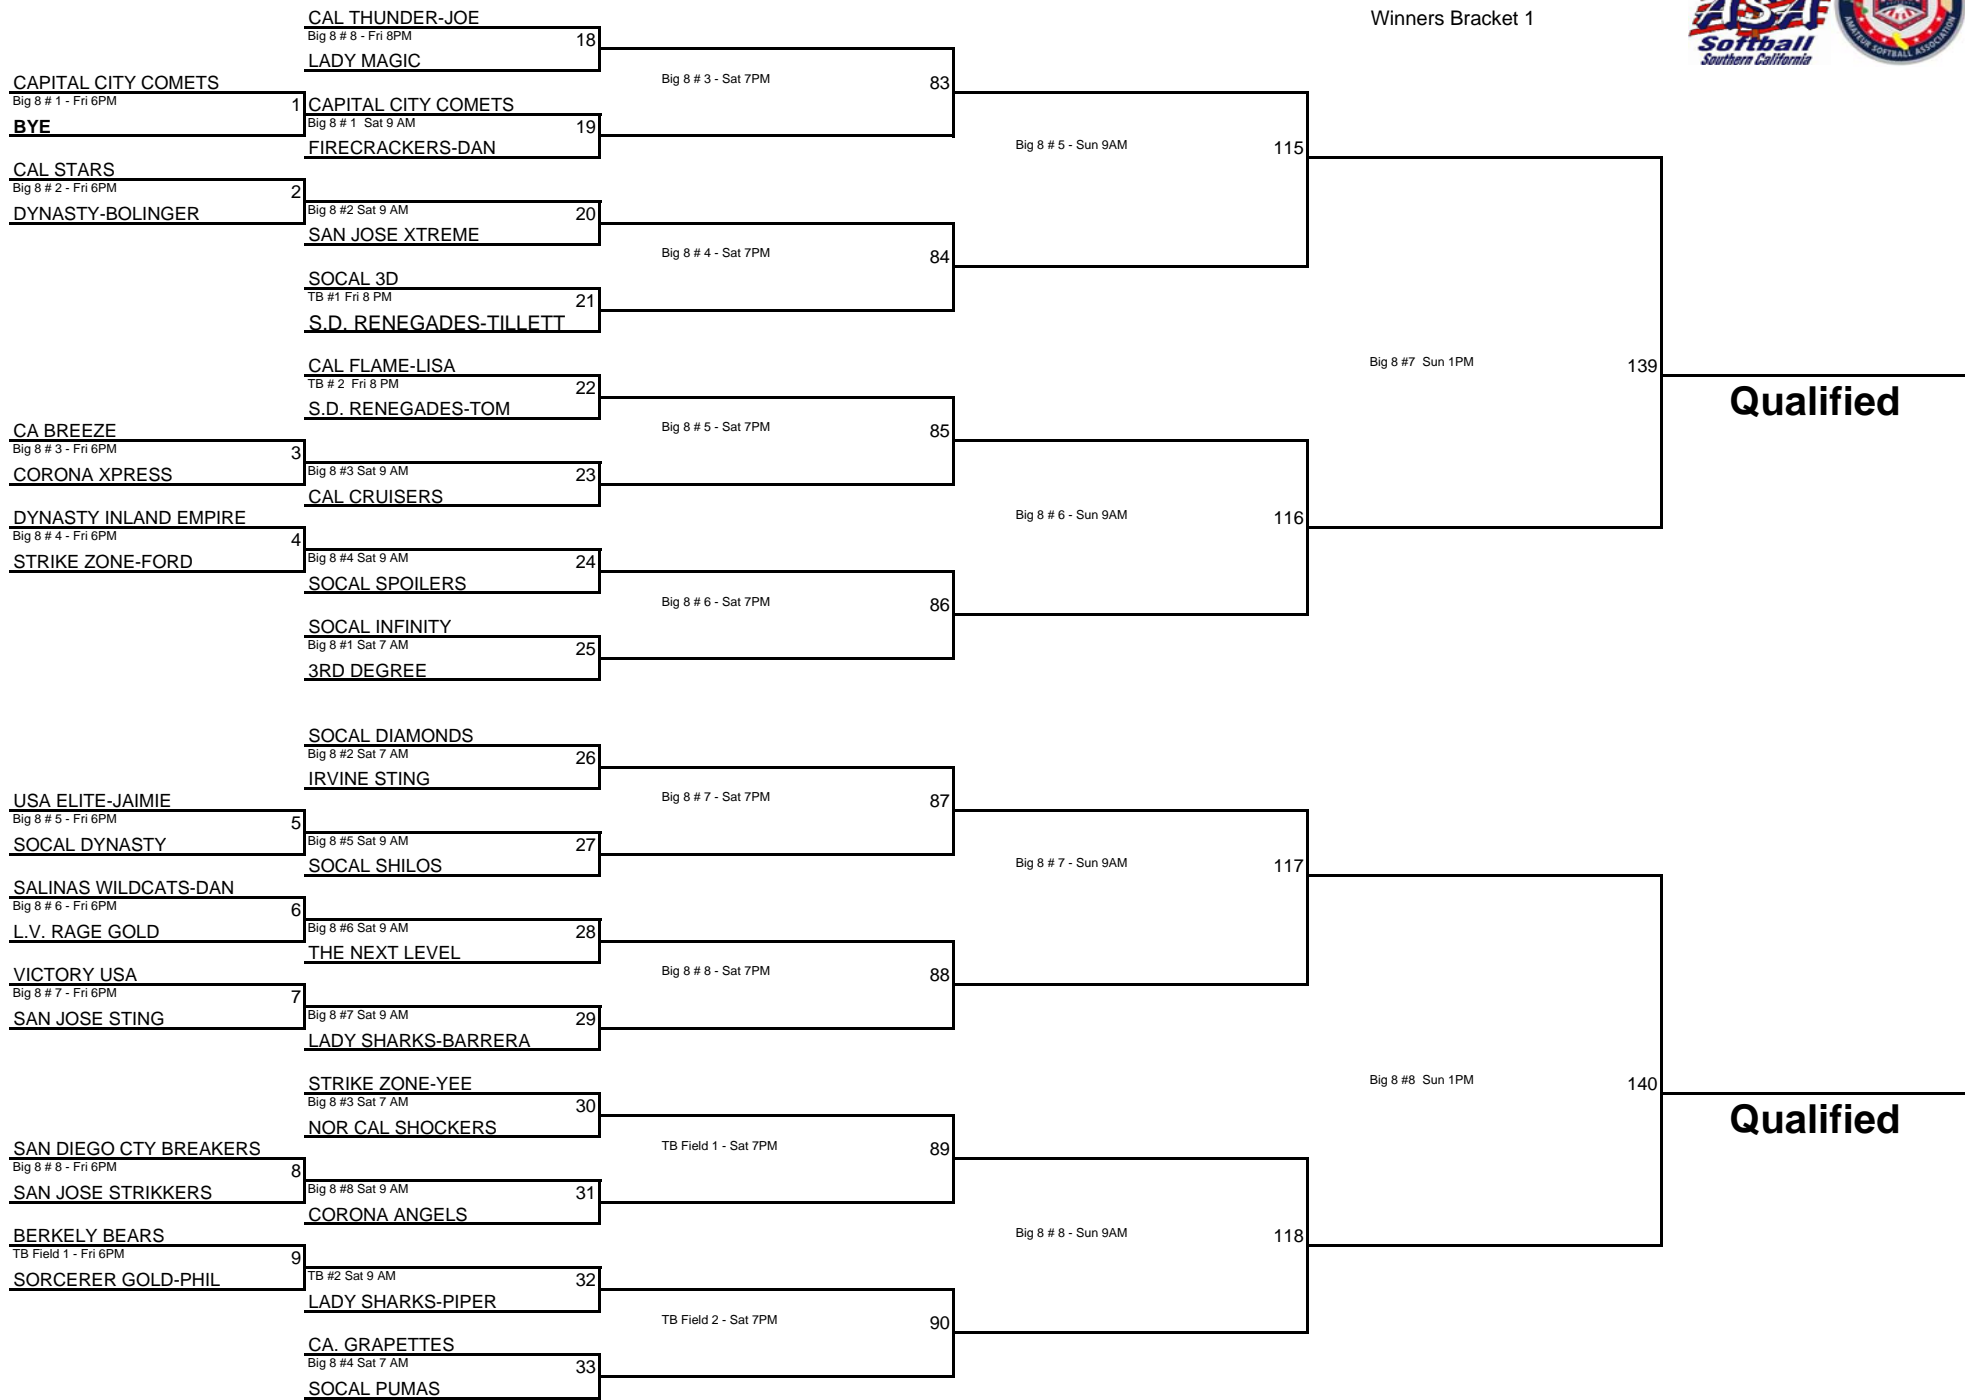 Winners Bracket 1
ASA
Softball
Southern California
AMATEUR SOFTBALL ASSOCIATION
CAPITAL CITY COMETS
Big 8 # 1 - Fri 6PM
1
BYE
CAL STARS
Big 8 # 2 - Fri 6PM
2
DYNASTY-BOLINGER
CA BREEZE
Big 8 # 3 - Fri 6PM
3
CORONA XPRESS
DYNASTY INLAND EMPIRE
Big 8 # 4 - Fri 6PM
4
STRIKE ZONE-FORD
USA ELITE-JAIMIE
Big 8 # 5 - Fri 6PM
5
SOCAL DYNASTY
SALINAS WILDCATS-DAN
Big 8 # 6 - Fri 6PM
6
L.V. RAGE GOLD
VICTORY USA
Big 8 # 7 - Fri 6PM
7
SAN JOSE STING
SAN DIEGO CTY BREAKERS
Big 8 # 8 - Fri 6PM
8
SAN JOSE STRIKKERS
BERKELY BEARS
TB Field 1 - Fri 6PM
9
SORCERER GOLD-PHIL
CAL THUNDER-JOE
Big 8 # 8 - Fri 8PM
18
LADY MAGIC
CAPITAL CITY COMETS
Big 8 # 1 Sat 9 AM
19
FIRECRACKERS-DAN
Big 8 #2 Sat 9 AM
20
SAN JOSE XTREME
SOCAL 3D
TB #1 Fri 8 PM
21
S.D. RENEGADES-TILLETT
CAL FLAME-LISA
TB # 2 Fri 8 PM
22
S.D. RENEGADES-TOM
Big 8 #3 Sat 9 AM
23
CAL CRUISERS
Big 8 #4 Sat 9 AM
24
SOCAL SPOILERS
SOCAL INFINITY
Big 8 #1 Sat 7 AM
25
3RD DEGREE
SOCAL DIAMONDS
Big 8 #2 Sat 7 AM
26
IRVINE STING
Big 8 #5 Sat 9 AM
27
SOCAL SHILOS
Big 8 #6 Sat 9 AM
28
THE NEXT LEVEL
Big 8 #7 Sat 9 AM
29
LADY SHARKS-BARRERA
STRIKE ZONE-YEE
Big 8 #3 Sat 7 AM
30
NOR CAL SHOCKERS
Big 8 #8 Sat 9 AM
31
CORONA ANGELS
TB #2 Sat 9 AM
32
LADY SHARKS-PIPER
CA. GRAPETTES
Big 8 #4 Sat 7 AM
33
SOCAL PUMAS
Big 8 # 3 - Sat 7PM
83
Big 8 # 4 - Sat 7PM
84
Big 8 # 5 - Sat 7PM
85
Big 8 # 6 - Sat 7PM
86
Big 8 # 7 - Sat 7PM
87
Big 8 # 8 - Sat 7PM
88
TB Field 1 - Sat 7PM
89
TB Field 2 - Sat 7PM
90
Big 8 # 5 - Sun 9AM
115
Big 8 # 6 - Sun 9AM
116
Big 8 # 7 - Sun 9AM
117
Big 8 # 8 - Sun 9AM
118
Big 8 #7 Sun 1PM
139
Qualified
Big 8 #8 Sun 1PM
140
Qualified